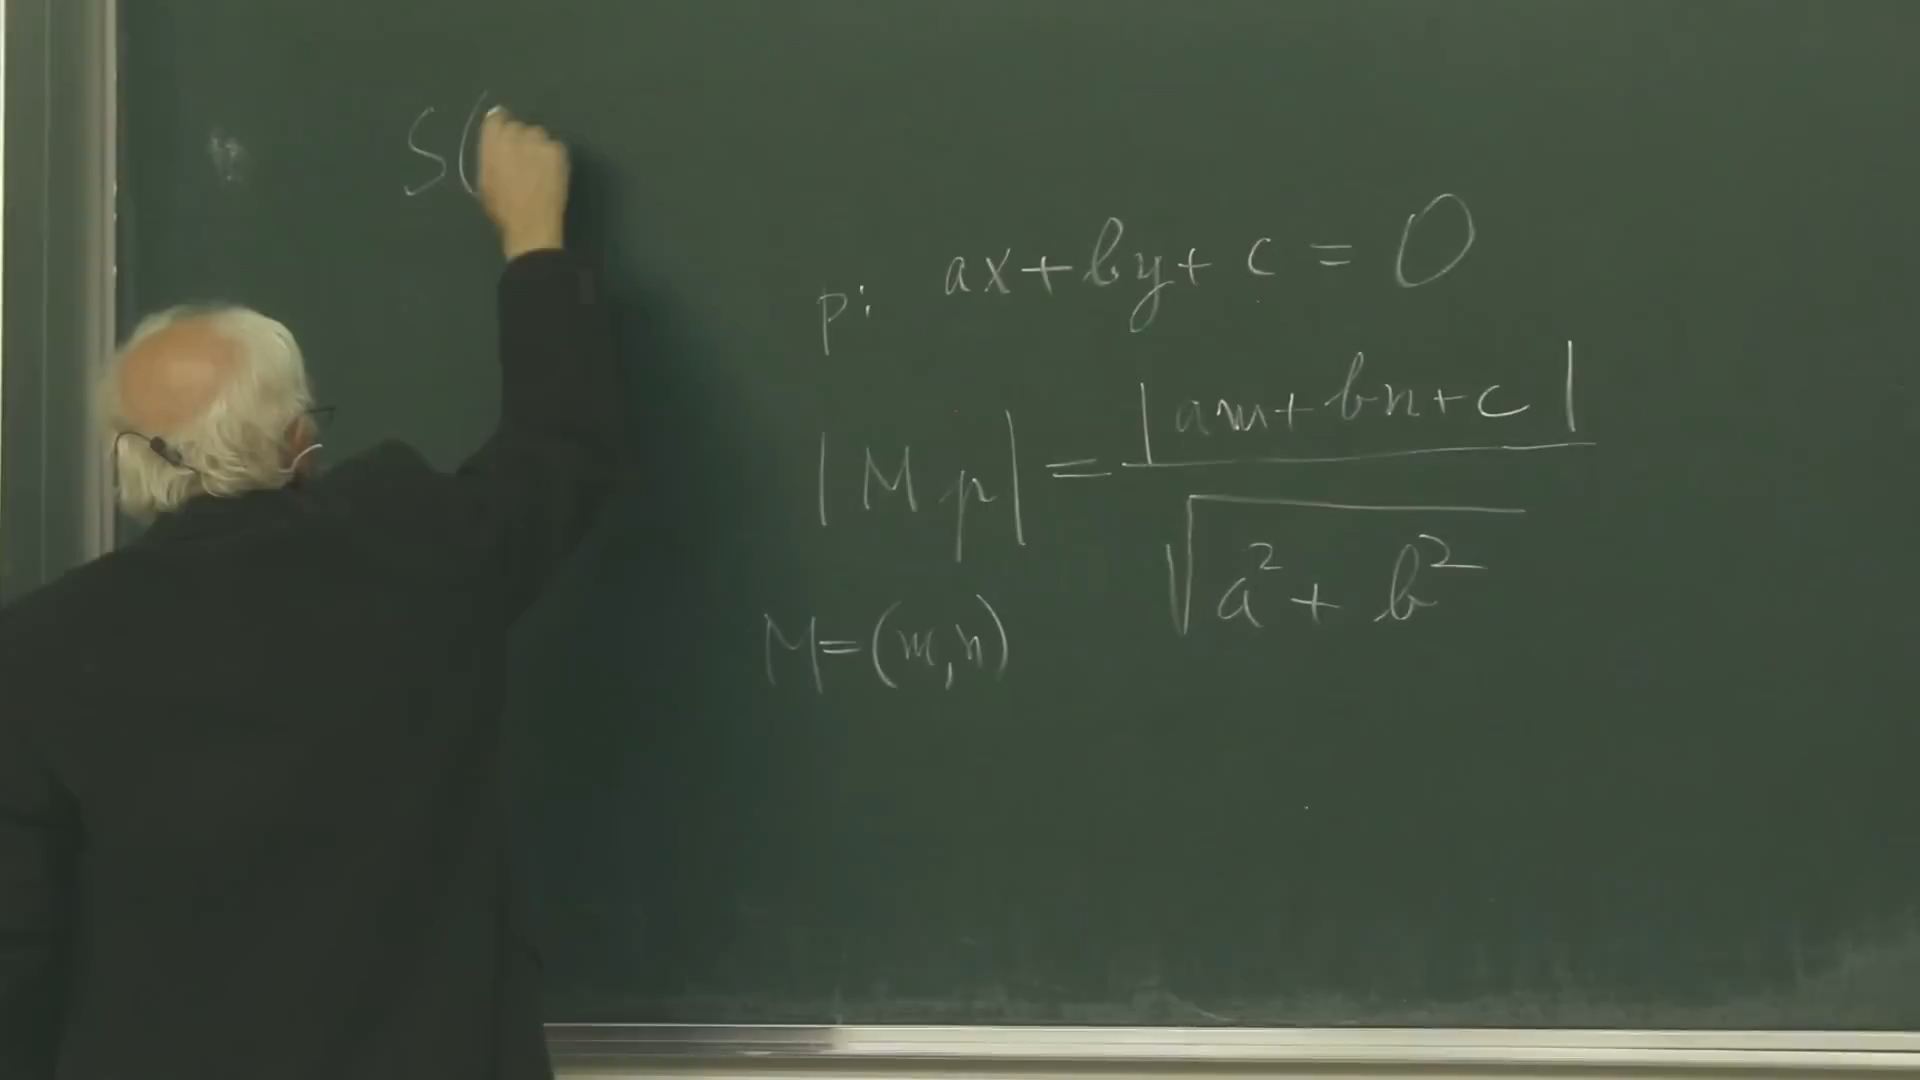 S(
p: ax+by+c=0
|Mp| = |am+bn+c| / √(a²+b²)
M=(m,n)